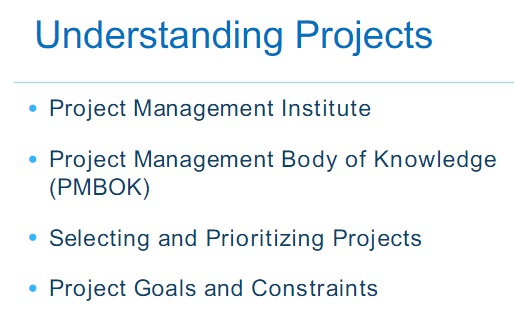 Understanding Projects
• Project Management Institute
• Project Management Body of Knowledge
(PMBOK)
• Selecting and Prioritizing Projects
• Project Goals and Constraints